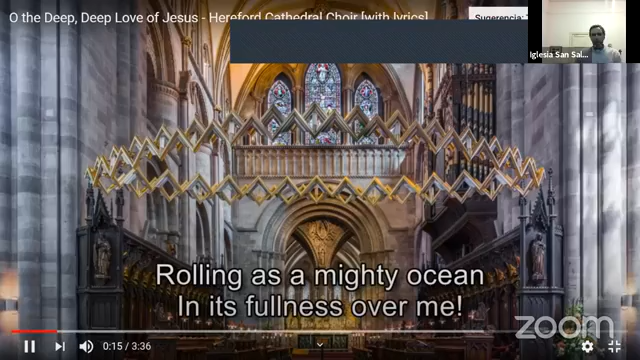 O the Deep, Deep Love of Jesus - Hereford Cathedral Choir [with lyrics]
Sugerencia:
Iglesia San Sal...
Rolling as a mighty ocean
In its fullness over me!
zoom
0:15 / 3:36